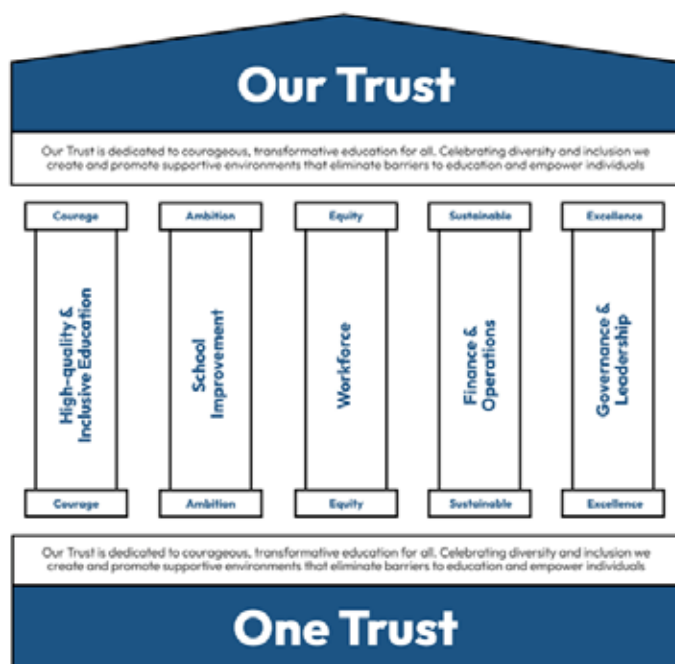 Our Trust
Our Trust is dedicated to courageous, transformative education for all. Celebrating diversity and inclusion we
create and promote supportive environments that eliminate barriers to education and empower individuals
Courage
Ambition
Equity
Sustainable
Excellence
High-quality &
Inclusive Education
School
Improvement
Workforce
Finance &
Operations
Governance &
Leadership
Courage
Ambition
Equity
Sustainable
Excellence
Our Trust is dedicated to courageous, transformative education for all. Celebrating diversity and inclusion we
create and promote supportive environments that eliminate barriers to education and empower individuals
One Trust